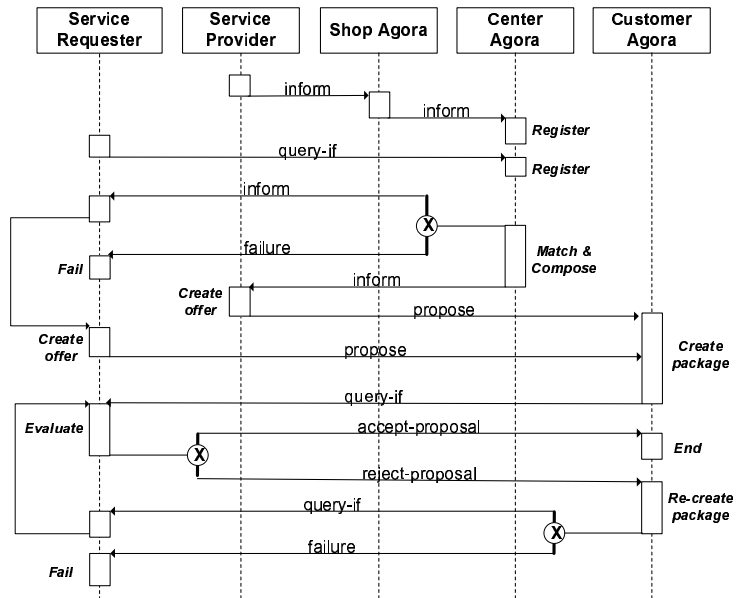 Service
Requester
Service
Provider
Shop Agora
Center
Agora
Customer
Agora
inform
inform
Register
query-if
Register
inform
X
failure
Match &
Compose
Fail
inform
Create
offer
propose
Create
offer
propose
Create
package
query-if
Evaluate
accept-proposal
X
End
reject-proposal
Re-create
package
query-if
X
failure
Fail